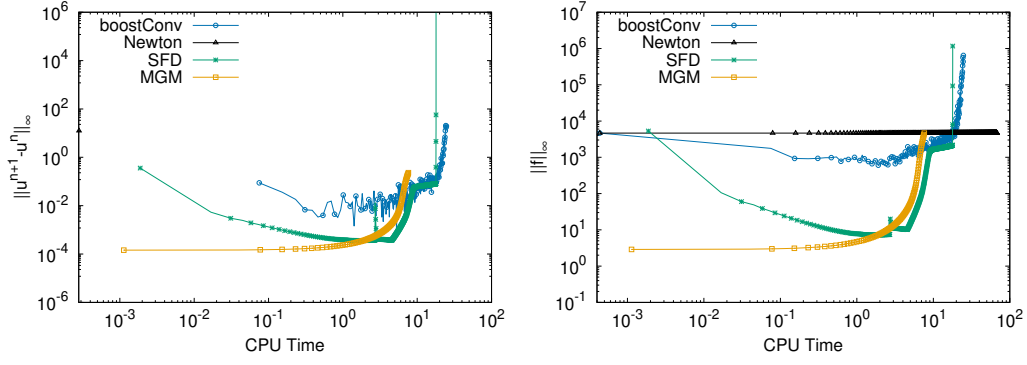 boostConv
Newton
SFD
MGM
10^6
10^4
10^2
10^0
10^-2
10^-4
10^-6
||u^{n+1}-u^n||_∞
10^-3 10^-2 10^-1 10^0 10^1 10^2
CPU Time
boostConv
Newton
SFD
MGM
10^7
10^6
10^5
10^4
10^3
10^2
10^1
10^0
10^-1
||f||_∞
10^-3 10^-2 10^-1 10^0 10^1 10^2
CPU Time